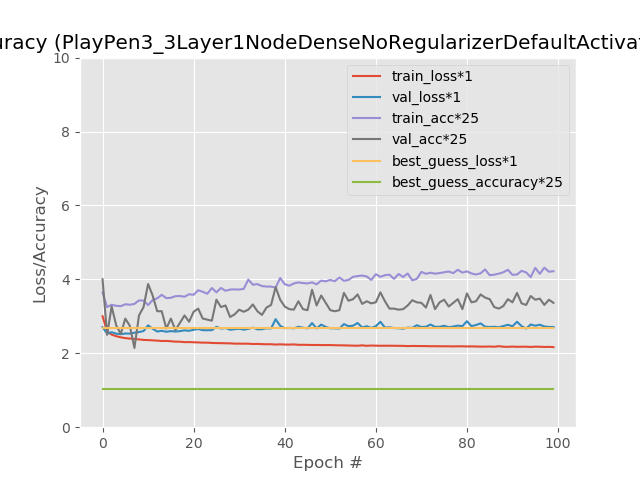 uracy (PlayPen3_3Layer1NodeDenseNoRegularizerDefaultActivat
10
8
6
4
2
0
Loss/Accuracy
train_loss*1
val_loss*1
train_acc*25
val_acc*25
best_guess_loss*1
best_guess_accuracy*25
0 20 40 60 80 100
Epoch #